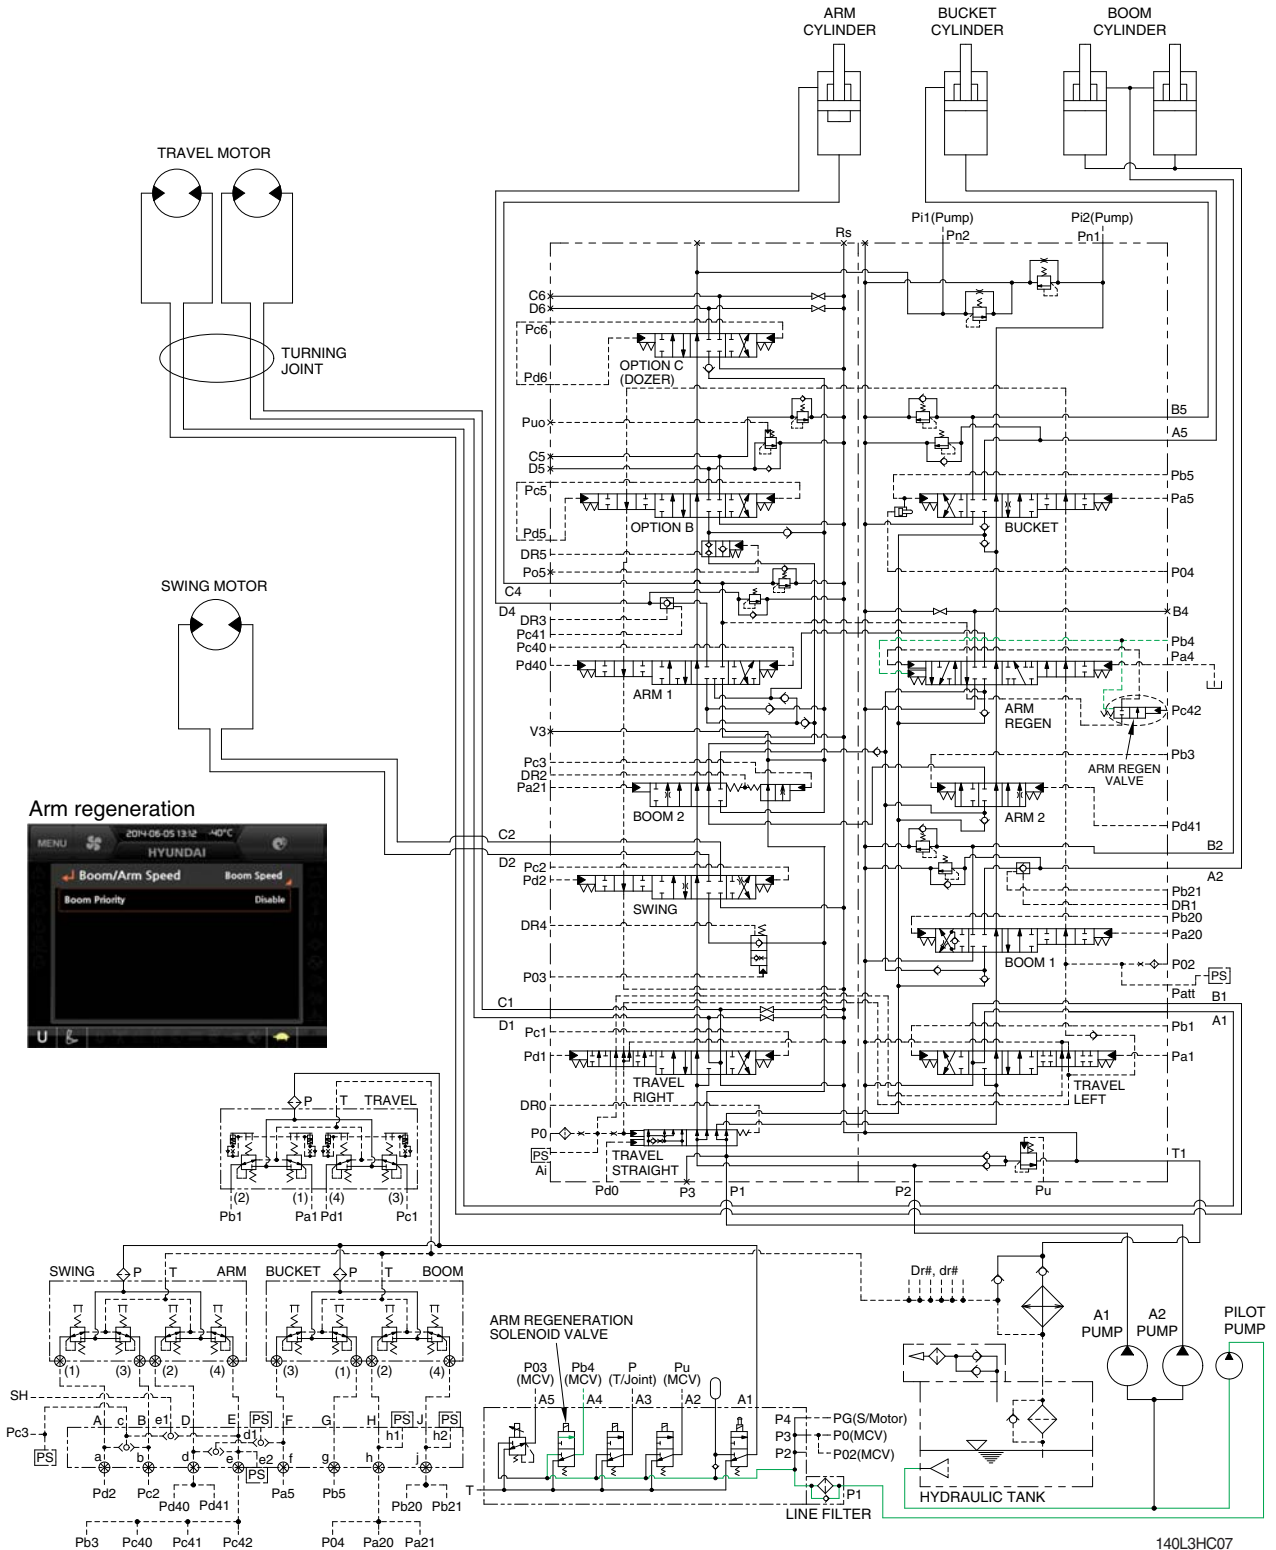 ARM
CYLINDER
BUCKET
CYLINDER
BOOM
CYLINDER
TRAVEL MOTOR
TURNING
JOINT
SWING MOTOR
Rs
Pi1(Pump)
Pn2
Pi2(Pump)
Pn1
C6
D6
Pc6
OPTION C
(DOZER)
Pd6
Puo
C5
D5
Pc5
OPTION B
Pd5
DR5
Po5
C4
D4
DR3
Pc41
Pc40
Pd40
ARM 1
V3
Pc3
DR2
Pa21
BOOM 2
C2
D2
Pc2
Pd2
SWING
DR4
P03
C1
D1
Pc1
Pd1
TRAVEL
RIGHT
DR0
P0
PS
Ai
TRAVEL
STRAIGHT
Pd0
P3
P1
P2
Pu
B5
A5
Pb5
Pa5
BUCKET
P04
B4
Pb4
Pa4
ARM
REGEN
Pc42
ARM REGEN
VALVE
Pb3
ARM 2
Pd41
B2
A2
Pb21
DR1
Pb20
Pa20
BOOM 1
P02
PS
Patt
B1
A1
Pb1
Pa1
TRAVEL
LEFT
T1
Arm regeneration
MENU
2014-06-05 13:12 -40°C
HYUNDAI
Boom/Arm Speed
Boom Speed
Boom Priority
Disable
U
P
T
TRAVEL
(2)
(1)
(4)
(3)
Pb1
Pa1
Pd1
Pc1
SWING
P
T
ARM
BUCKET
P
T
BOOM
(1)
(3)
(2)
(4)
(3)
(1)
(2)
(4)
SH
Pc3
PS
A
c
B
e1
D
E
PS
d1
F
G
H
PS
h1
J
PS
h2
a
b
d
e
e2
PS
f
g
h
j
Pd2
Pc2
Pd40
Pd41
Pa5
Pb5
Pb20
Pb21
Pb3
Pc40
Pc41
Pc42
P04
Pa20
Pa21
ARM REGENERATION
SOLENOID VALVE
P03
(MCV)
Pb4
(MCV)
P
(T/Joint)
Pu
(MCV)
A5
A4
A3
A2
A1
T
P4
PG(S/Motor)
P3
P0(MCV)
P2
P02(MCV)
P1
LINE FILTER
Dr#, dr#
A1
PUMP
A2
PUMP
PILOT
PUMP
HYDRAULIC TANK
140L3HC07